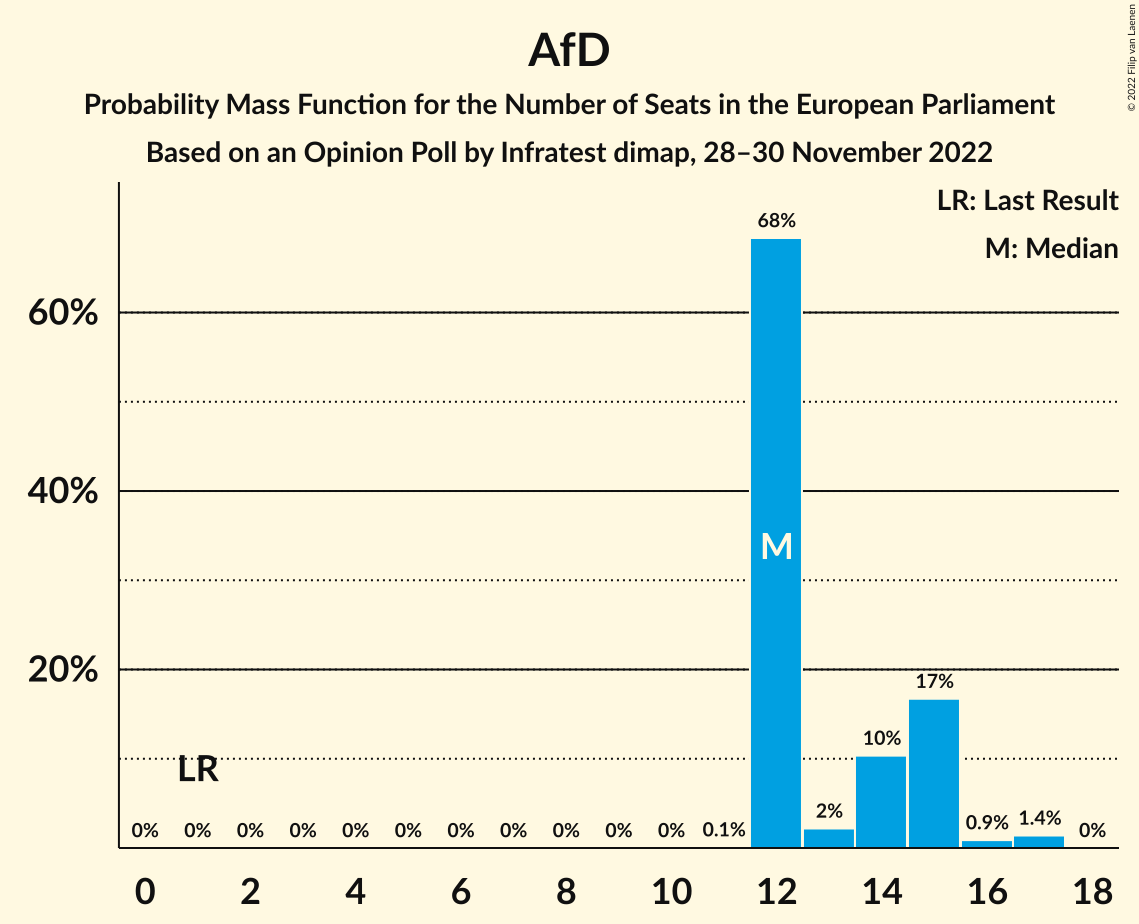 AfD
Probability Mass Function for the Number of Seats in the European Parliament
Based on an Opinion Poll by Infratest dimap, 28–30 November 2022
© 2022 Filip van Laenen
LR: Last Result
M: Median
68%
60%
40%
M
20%
17%
10%
LR
2%
1.4%
0.9%
0% 0% 0% 0% 0% 0% 0% 0% 0% 0% 0% 0.1% 0%
0 2 4 6 8 10 12 14 16 18